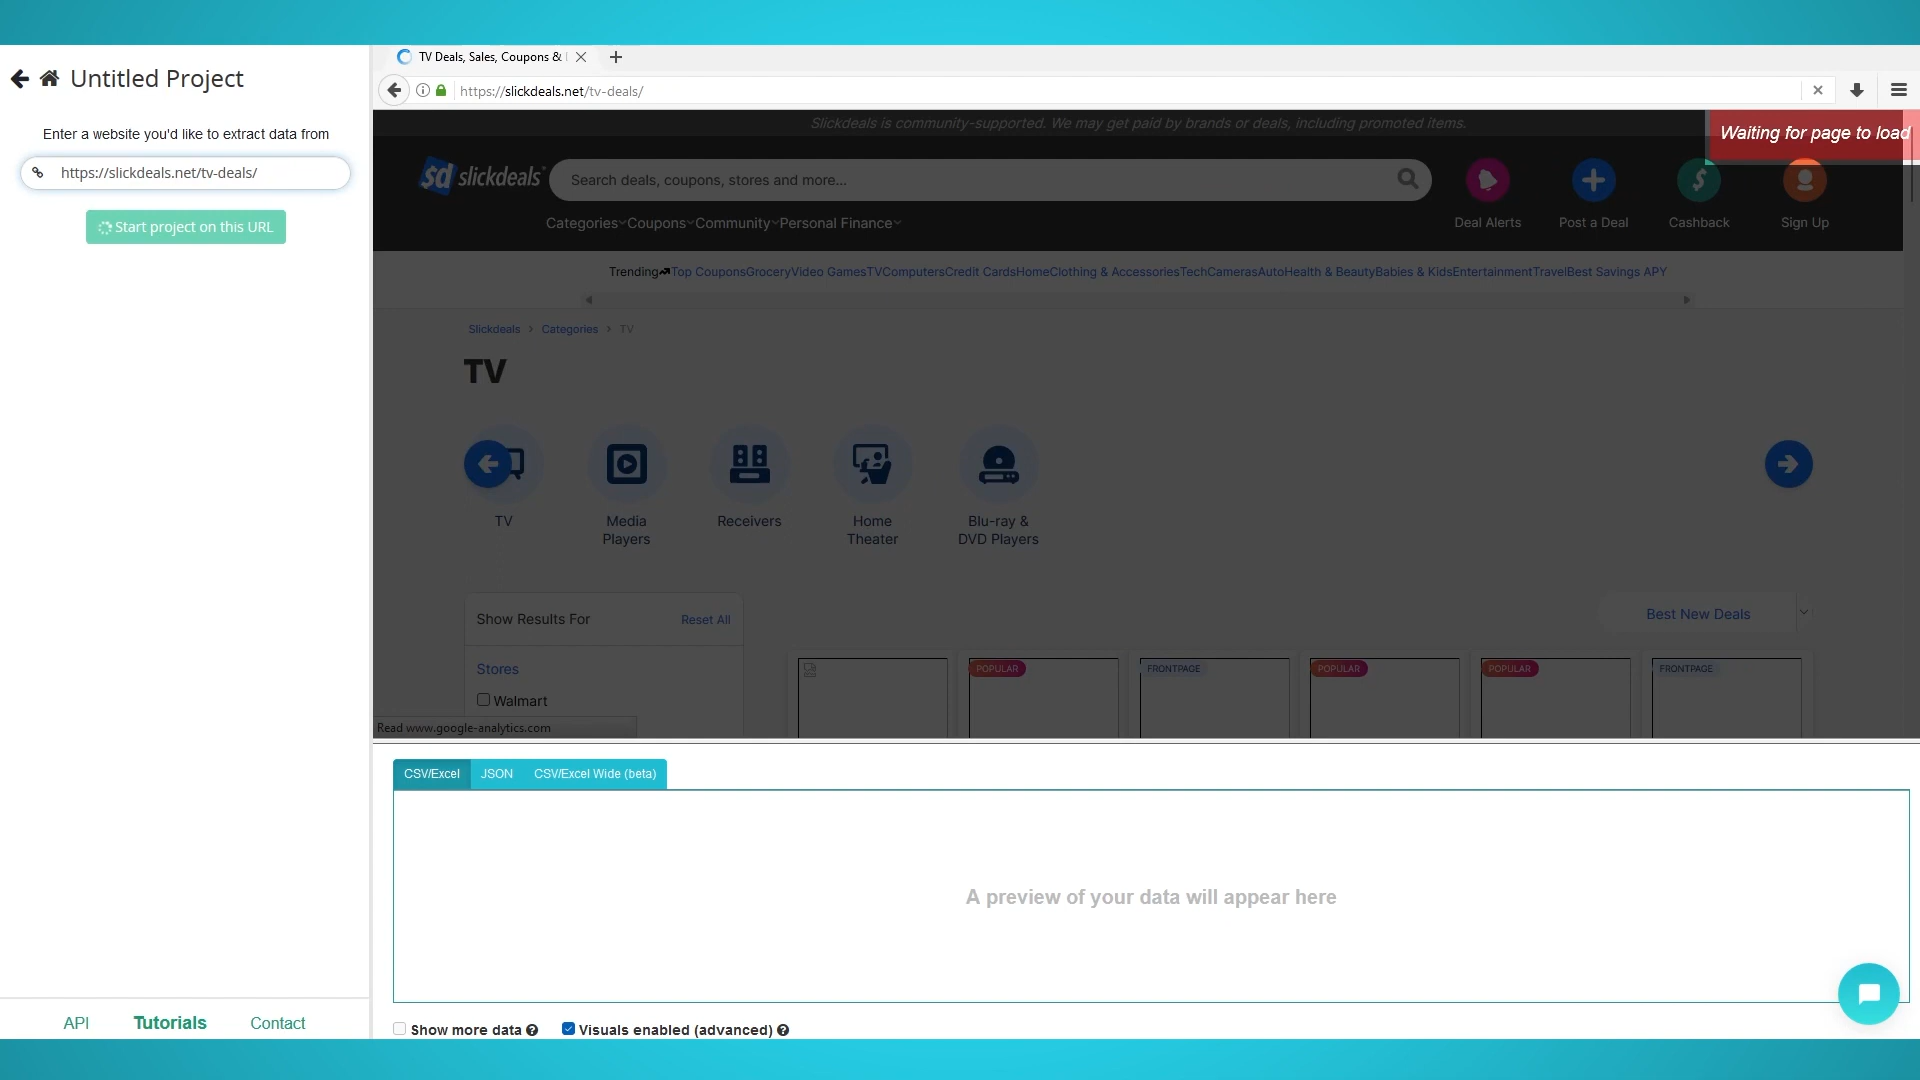 Untitled Project
Enter a website you'd like to extract data from
https://slickdeals.net/tv-deals/
Start project on this URL
API
Tutorials
Contact
TV Deals, Sales, Coupons &
https://slickdeals.net/tv-deals/
Slickdeals is community-supported. We may get paid by brands or deals, including promoted items.
Waiting for page to load
sd slickdeals
Search deals, coupons, stores and more...
Categories Coupons Community Personal Finance
Deal Alerts
Post a Deal
Cashback
Sign Up
Trending Top Coupons Grocery Video Games TV Computers Credit Cards Home Clothing & Accessories Tech Cameras Auto Health & Beauty Babies & Kids Entertainment Travel Best Savings APY
Slickdeals > Categories > TV
TV
TV
Media
Players
Receivers
Home
Theater
Blu-ray &
DVD Players
Show Results For
Reset All
Best New Deals
Stores
Walmart
POPULAR
FRONTPAGE
POPULAR
POPULAR
FRONTPAGE
Read www.google-analytics.com
CSV/Excel
JSON
CSV/Excel Wide (beta)
A preview of your data will appear here
Show more data
Visuals enabled (advanced)